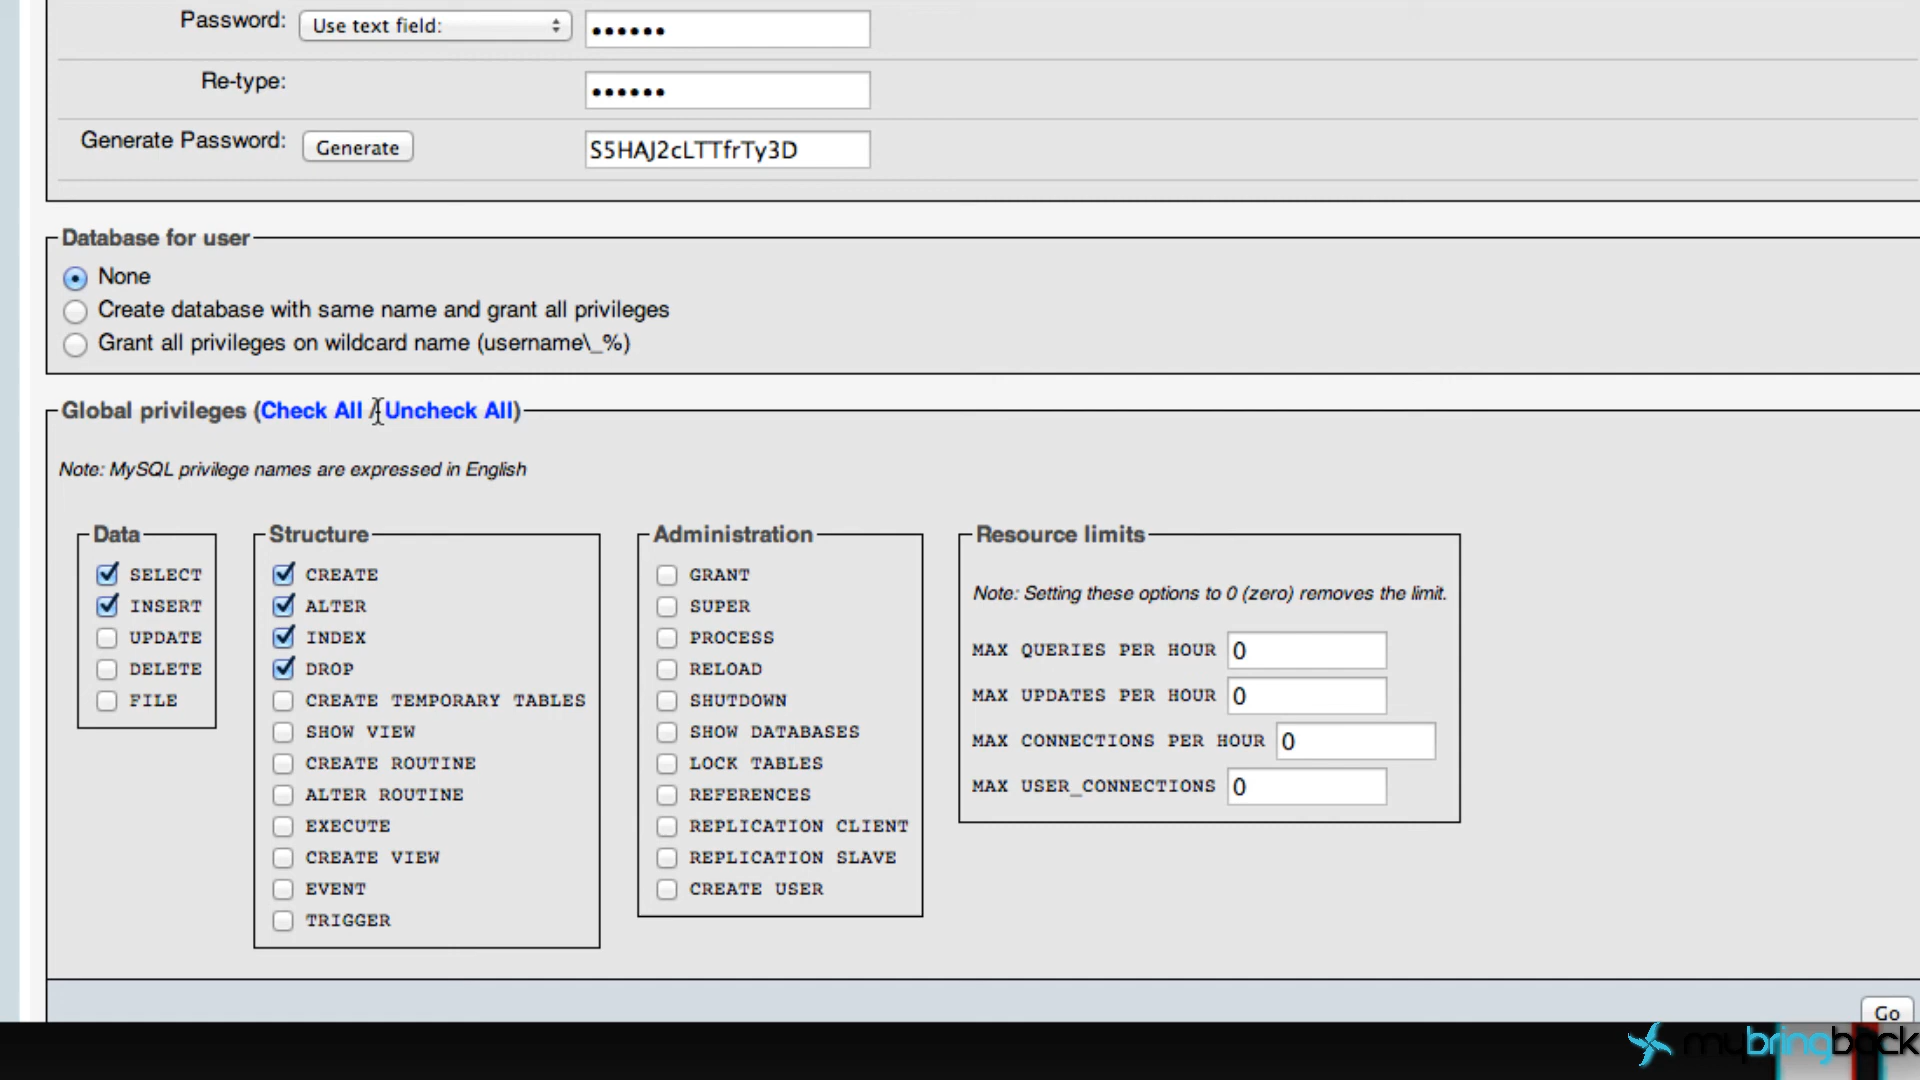 Password: Use text field: ••••••
Re-type: ••••••
Generate Password: Generate S5HAJ2cLTTfrTy3D
Database for user
None
Create database with same name and grant all privileges
Grant all privileges on wildcard name (username\_%)
Global privileges (Check All / Uncheck All)
Note: MySQL privilege names are expressed in English
Data
SELECT
INSERT
UPDATE
DELETE
FILE
Structure
CREATE
ALTER
INDEX
DROP
CREATE TEMPORARY TABLES
SHOW VIEW
CREATE ROUTINE
ALTER ROUTINE
EXECUTE
CREATE VIEW
EVENT
TRIGGER
Administration
GRANT
SUPER
PROCESS
RELOAD
SHUTDOWN
SHOW DATABASES
LOCK TABLES
REFERENCES
REPLICATION CLIENT
REPLICATION SLAVE
CREATE USER
Resource limits
Note: Setting these options to 0 (zero) removes the limit.
MAX QUERIES PER HOUR 0
MAX UPDATES PER HOUR 0
MAX CONNECTIONS PER HOUR 0
MAX USER_CONNECTIONS 0
Go
mybringback